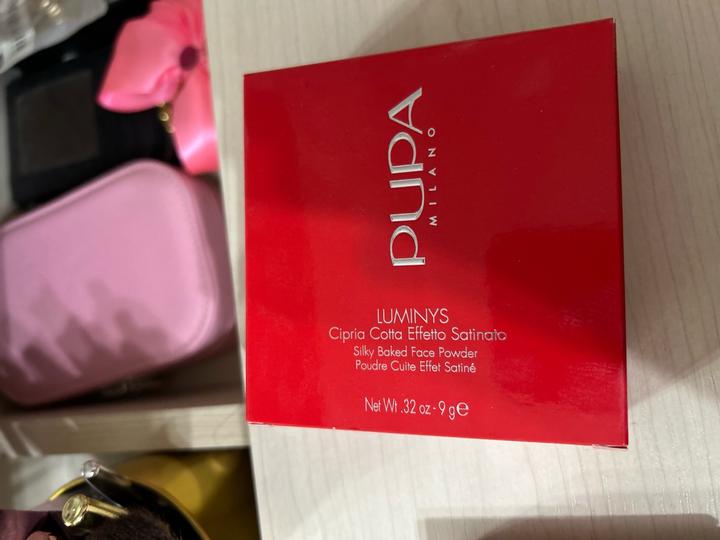 PUPA
MILANO
LUMINYS
Cipria Cotta Effetto Satinato
Silky Baked Face Powder
Poudre Cuite Effet Satiné
Net Wt .32 oz - 9 g ℮